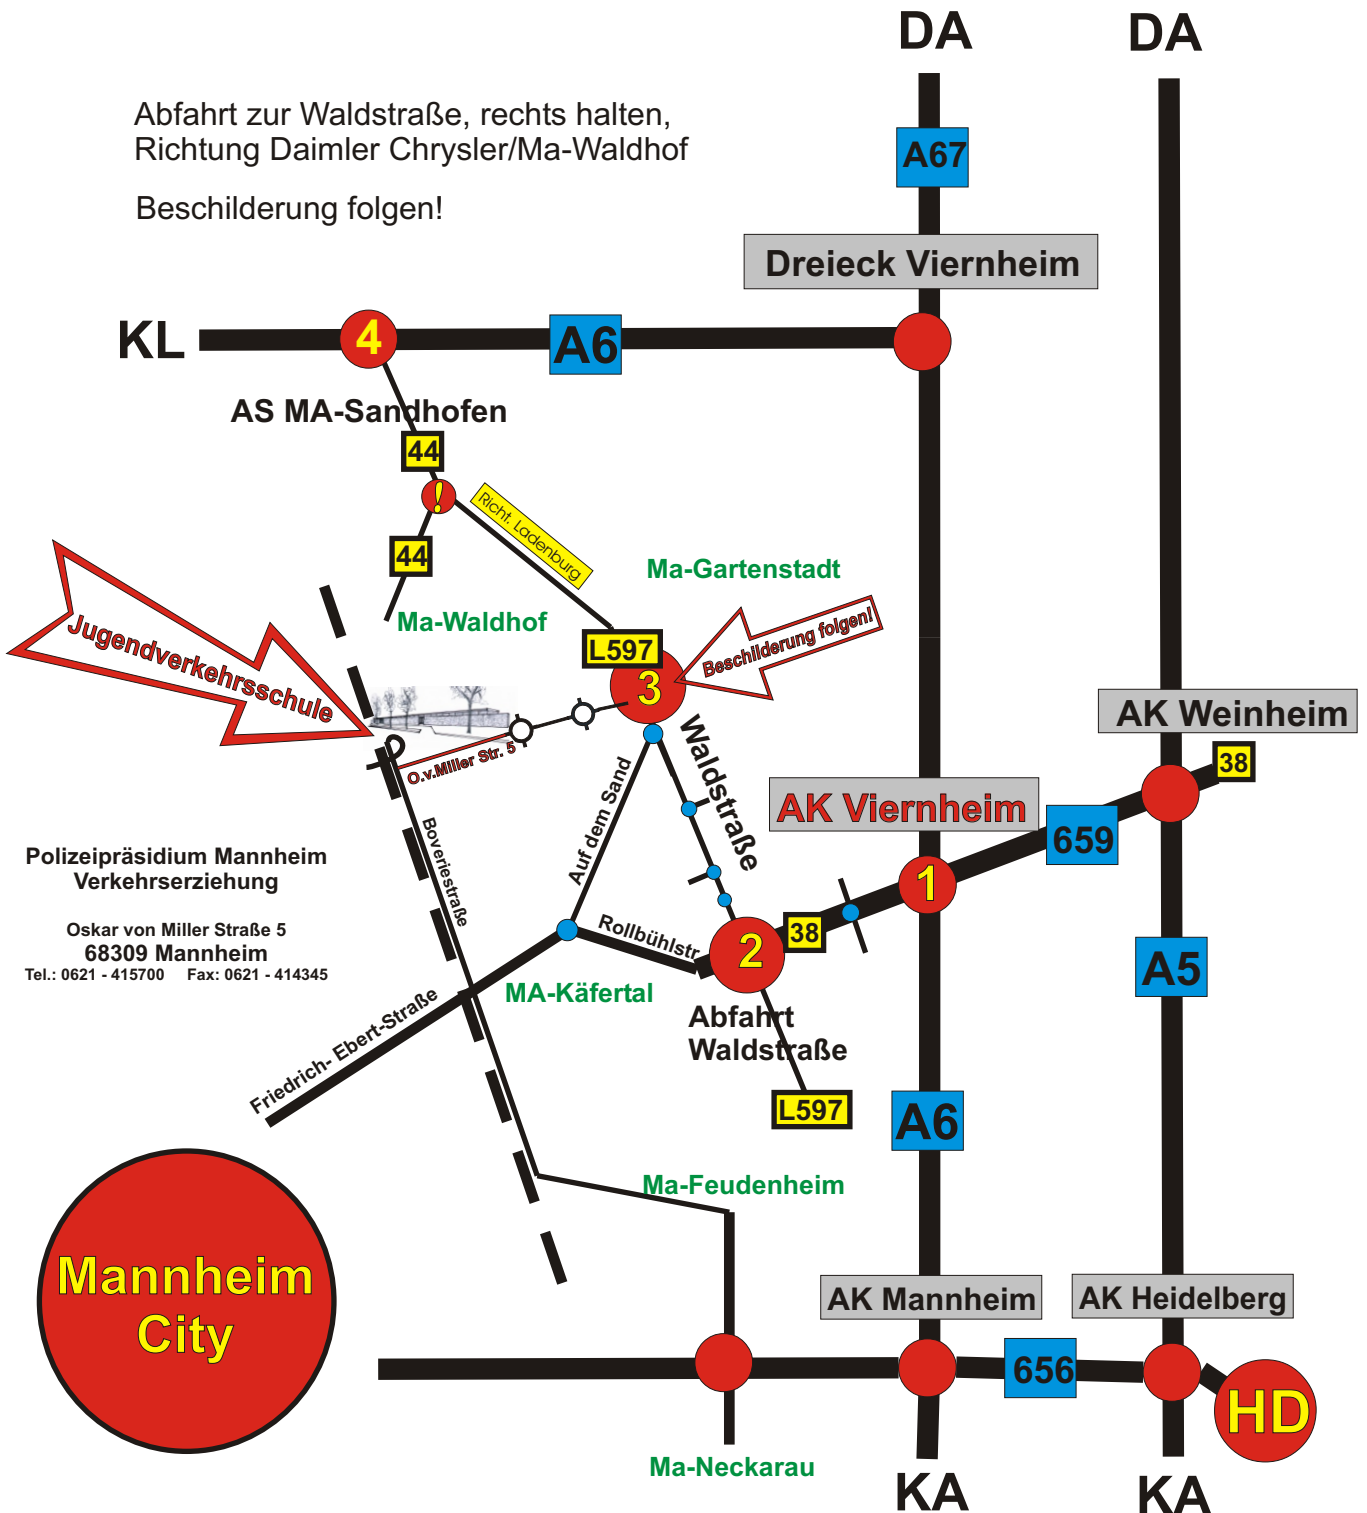 DA
DA
Abfahrt zur Waldstraße, rechts halten,
Richtung Daimler Chrysler/Ma-Waldhof
Beschilderung folgen!
A67
Dreieck Viernheim
KL
4
A6
AS MA-Sandhofen
44
!
Richt. Ladenburg
44
Ma-Gartenstadt
Ma-Waldhof
Jugendverkehrsschule
L597
3
Beschilderung folgen!
AK Weinheim
38
O.v.Miller Str. 5
Waldstraße
Auf dem Sand
AK Viernheim
659
Boveriestraße
1
Polizeipräsidium Mannheim
Verkehrserziehung
Oskar von Miller Straße 5
68309 Mannheim
Tel.: 0621 - 415700 Fax: 0621 - 414345
Rollbühlstr.
2
38
A5
MA-Käfertal
Abfahrt
Waldstraße
Friedrich- Ebert-Straße
L597
A6
Ma-Feudenheim
Mannheim
City
AK Mannheim
AK Heidelberg
656
HD
Ma-Neckarau
KA
KA